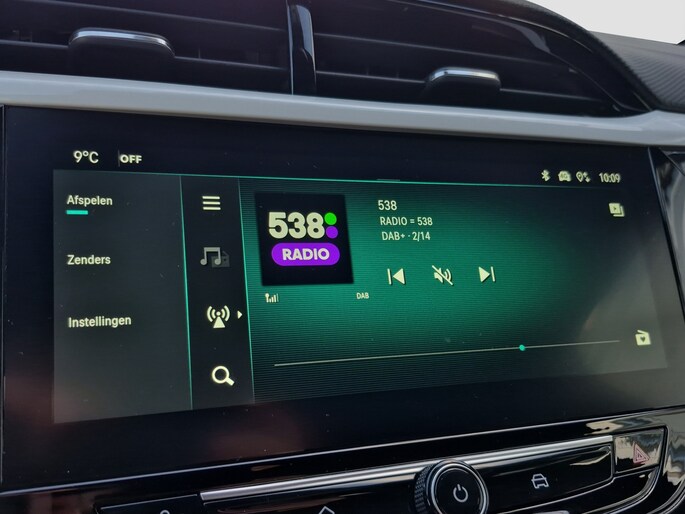 9°C OFF
10:09
Afspelen
Zenders
Instellingen
538
RADIO
538
RADIO = 538
DAB+ - 2/14
DAB